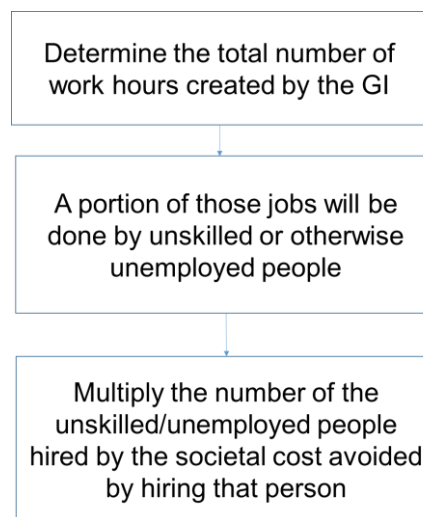 Determine the total number of
work hours created by the GI
A portion of those jobs will be
done by unskilled or otherwise
unemployed people
Multiply the number of the
unskilled/unemployed people
hired by the societal cost avoided
by hiring that person